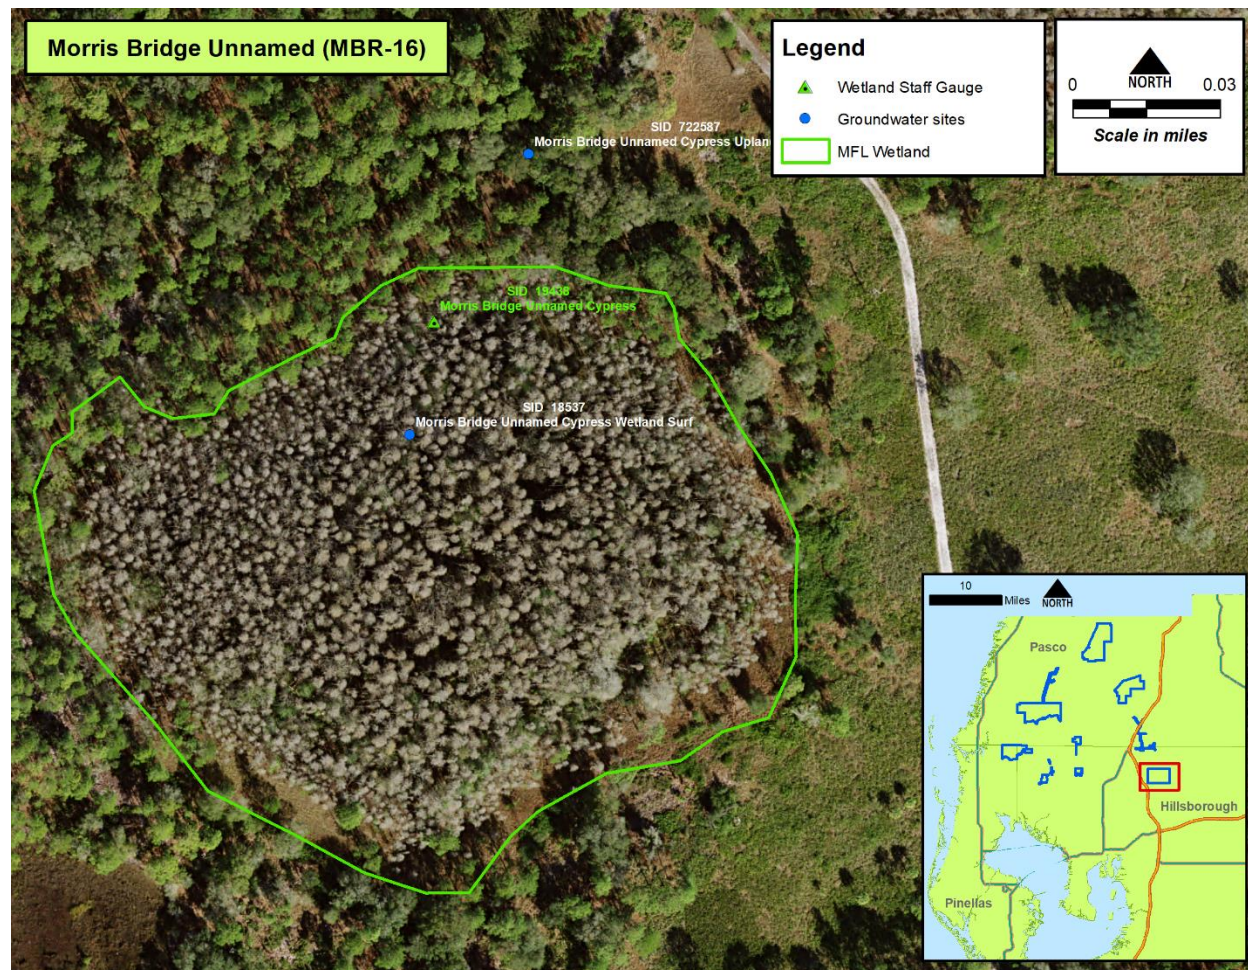 Morris Bridge Unnamed (MBR-16)
Legend
Wetland Staff Gauge
Groundwater sites
MFL Wetland
0 0.03
NORTH
Scale in miles
SID 722587
Morris Bridge Unnamed Cypress Uplan
SID 19438
Morris Bridge Unnamed Cypress
SID 18537
Morris Bridge Unnamed Cypress Wetland Surf
10
Miles
NORTH
Pasco
Hillsborough
Pinellas